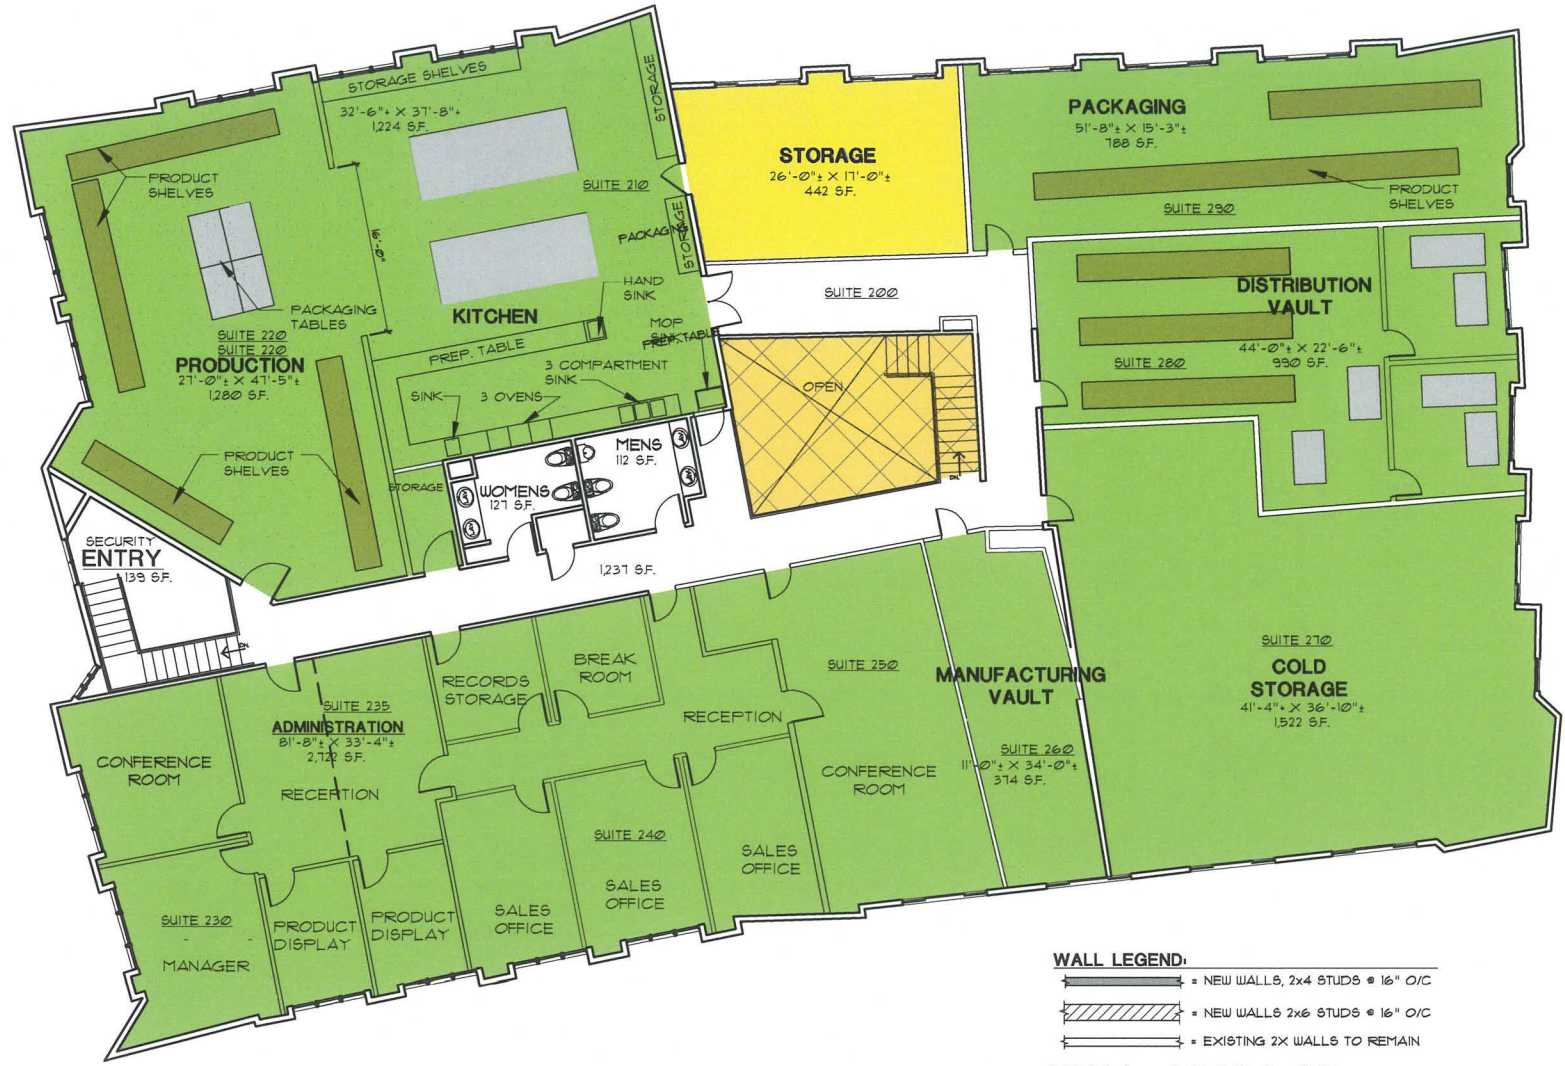 STORAGE SHELVES
32'-6"± X 37'-8"±
1,224 S.F.
STORAGE
PRODUCT
SHELVES
SUITE 210
STORAGE
PACKAGING
16'-0"
HAND
SINK
PACKAGING
TABLES
KITCHEN
MOP
SINK
PREP. TABLE
PREP. TABLE
SUITE 220
SUITE 220
PRODUCTION
27'-0"± X 47'-5"±
1,280 S.F.
3 COMPARTMENT
SINK
SINK
3 OVENS
PRODUCT
SHELVES
STORAGE
WOMENS
127 S.F.
MENS
112 S.F.
STORAGE
26'-0"± X 17'-0"±
442 S.F.
SUITE 200
OPEN
DN.
PACKAGING
51'-8"± X 15'-3"±
788 S.F.
PRODUCT
SHELVES
SUITE 290
DISTRIBUTION
VAULT
44'-0"± X 22'-6"±
990 S.F.
SUITE 280
SECURITY
ENTRY
139 S.F.
DN.
1,237 S.F.
SUITE 270
COLD
STORAGE
41'-4"± X 36'-10"±
1,522 S.F.
SUITE 250
MANUFACTURING
VAULT
SUITE 260
11'-0"± X 34'-0"±
374 S.F.
CONFERENCE
ROOM
BREAK
ROOM
RECORDS
STORAGE
RECEPTION
SUITE 235
ADMINISTRATION
81'-8"± X 33'-4"±
2,722 S.F.
RECEPTION
CONFERENCE
ROOM
SUITE 240
SALES
OFFICE
SALES
OFFICE
SALES
OFFICE
PRODUCT
DISPLAY
PRODUCT
DISPLAY
SUITE 230
MANAGER
WALL LEGEND:
= NEW WALLS, 2x4 STUDS @ 16" O/C
= NEW WALLS 2x6 STUDS @ 16" O/C
= EXISTING 2X WALLS TO REMAIN